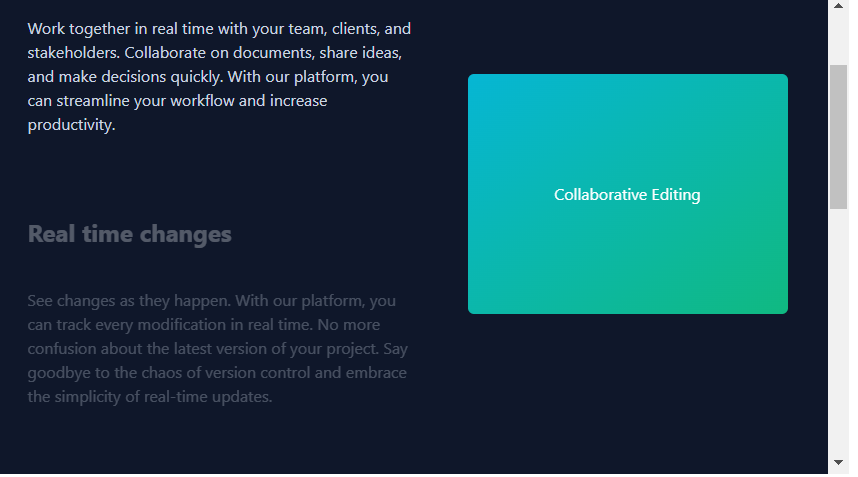 Work together in real time with your team, clients, and
stakeholders. Collaborate on documents, share ideas,
and make decisions quickly. With our platform, you
can streamline your workflow and increase
productivity.
Real time changes
See changes as they happen. With our platform, you
can track every modification in real time. No more
confusion about the latest version of your project. Say
goodbye to the chaos of version control and embrace
the simplicity of real-time updates.
Collaborative Editing